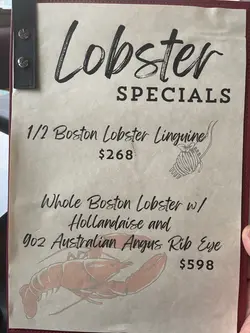 Lobster
SPECIALS
1/2 Boston Lobster Linguine
$268
Whole Boston Lobster w/
Hollandaise and
9oz Australian Angus Rib Eye
$598